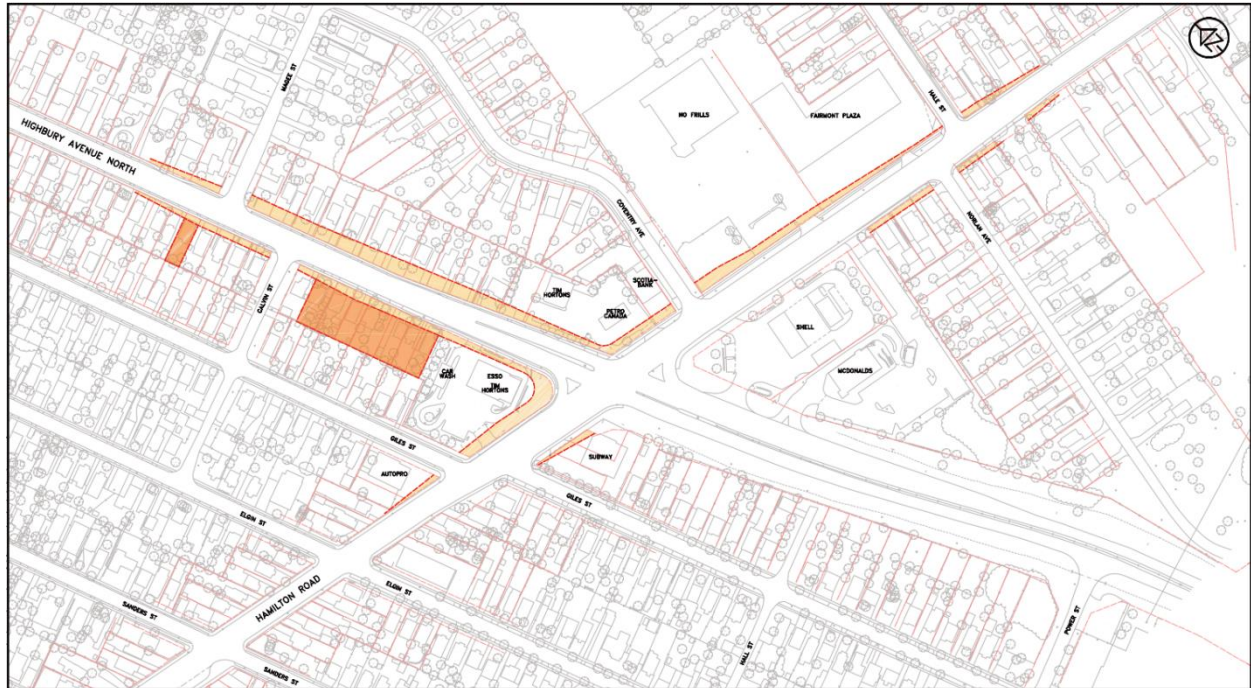 MAGEE ST
HALE ST
NO FRILLS
FAIRMONT PLAZA
HIGHBURY AVENUE NORTH
COVENTRY AVE
NORLAN AVE
CALVIN ST
TIM
HORTONS
SCOTIA-
BANK
PETRO
CANADA
SHELL
MCDONALDS
CAR
WASH
ESSO
TIM
HORTONS
GILES ST
SUBWAY
AUTOPRO
GILES ST
ELGIN ST
ELGIN ST
HAMILTON ROAD
SANDERS ST
SANDERS ST
HALL ST
POWER ST